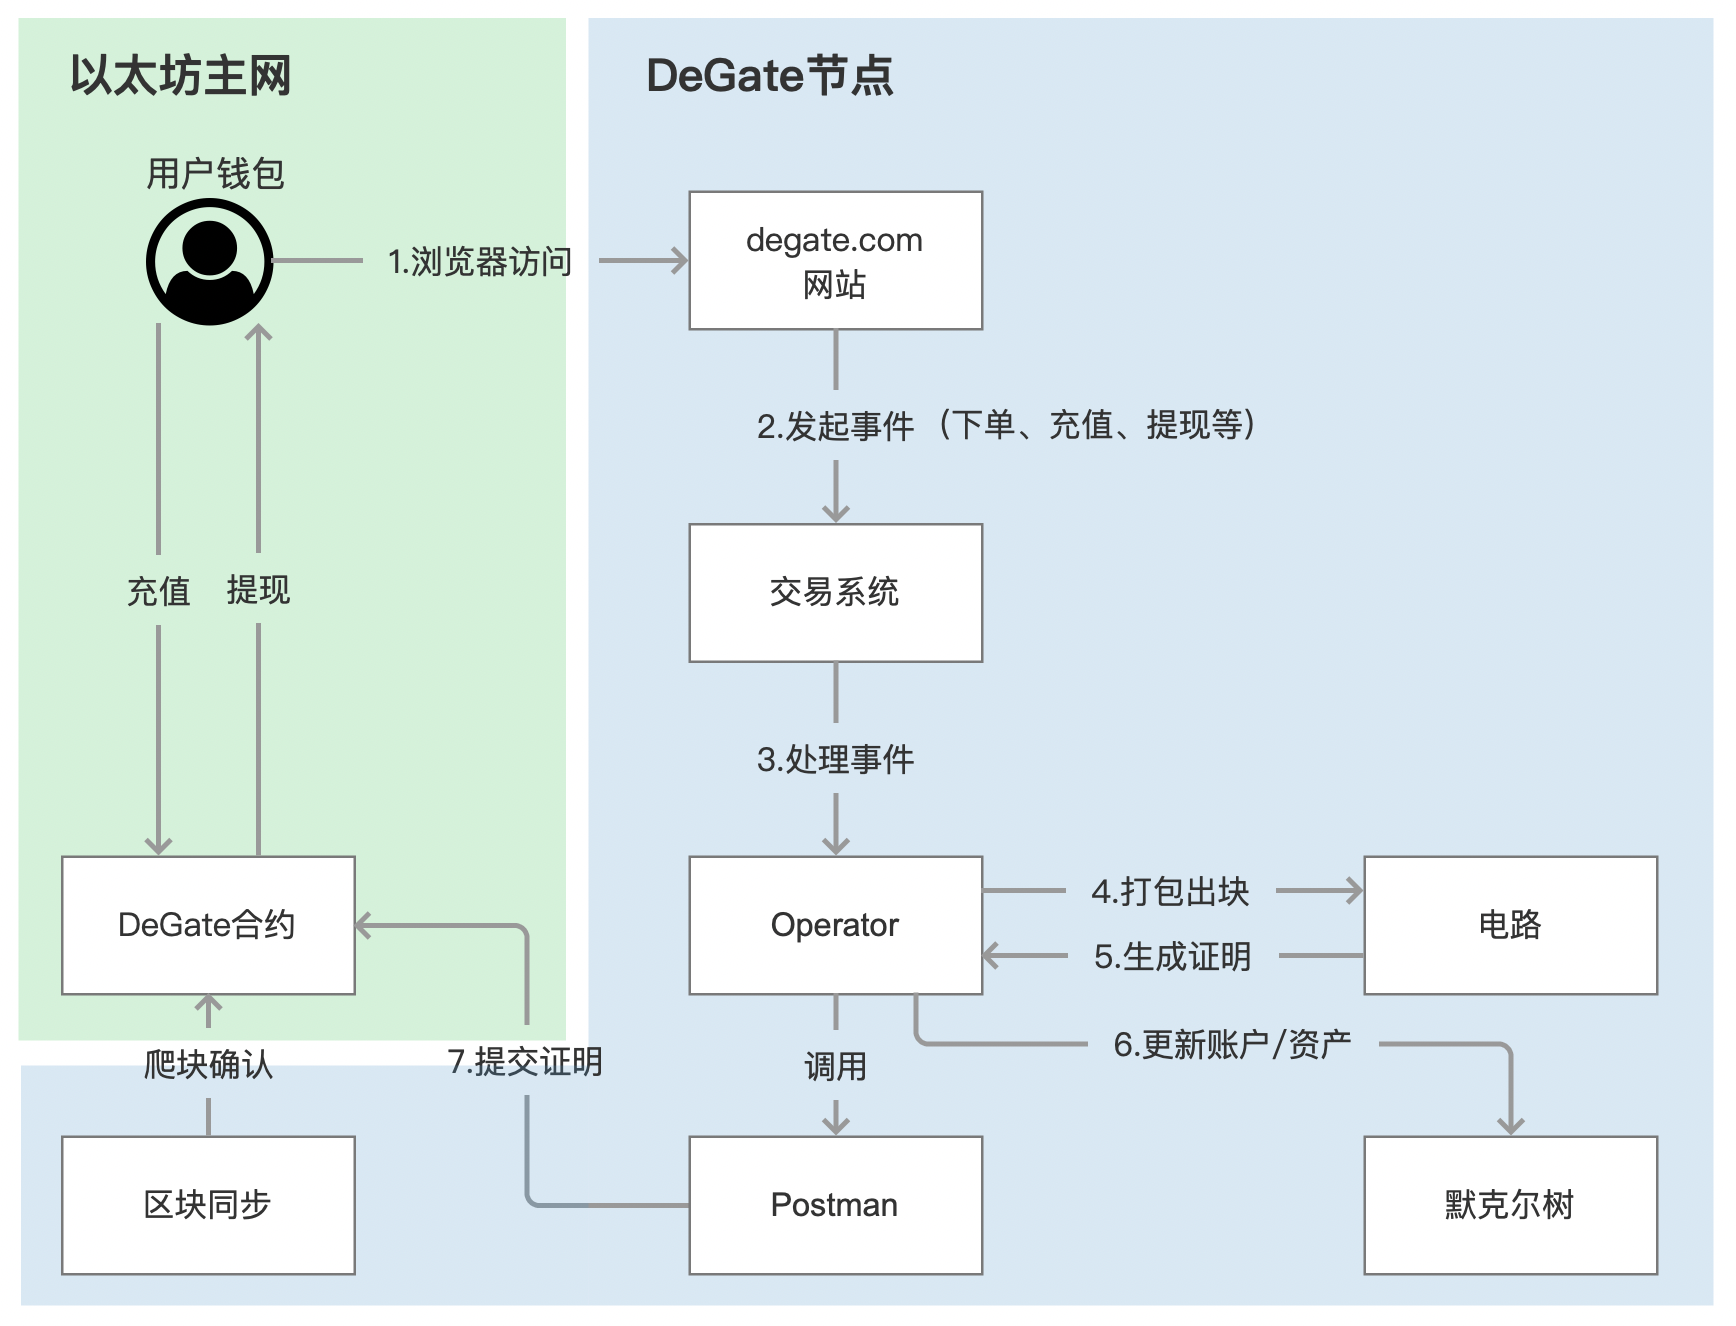 以太坊主网
DeGate节点
用户钱包
1.浏览器访问
degate.com
网站
2.发起事件（下单、充值、提现等）
充值
提现
交易系统
3.处理事件
DeGate合约
Operator
4.打包出块
5.生成证明
电路
爬块确认
7.提交证明
调用
6.更新账户/资产
区块同步
Postman
默克尔树